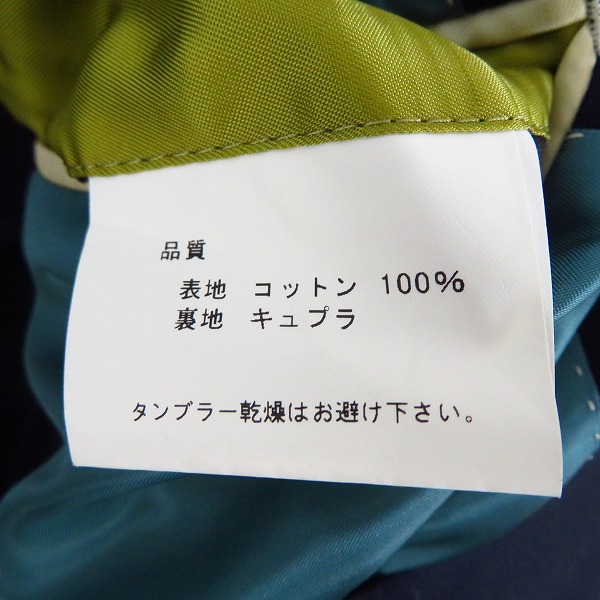 品質
表地 コットン 100%
裏地 キュプラ
タンブラー乾燥はお避け下さい。